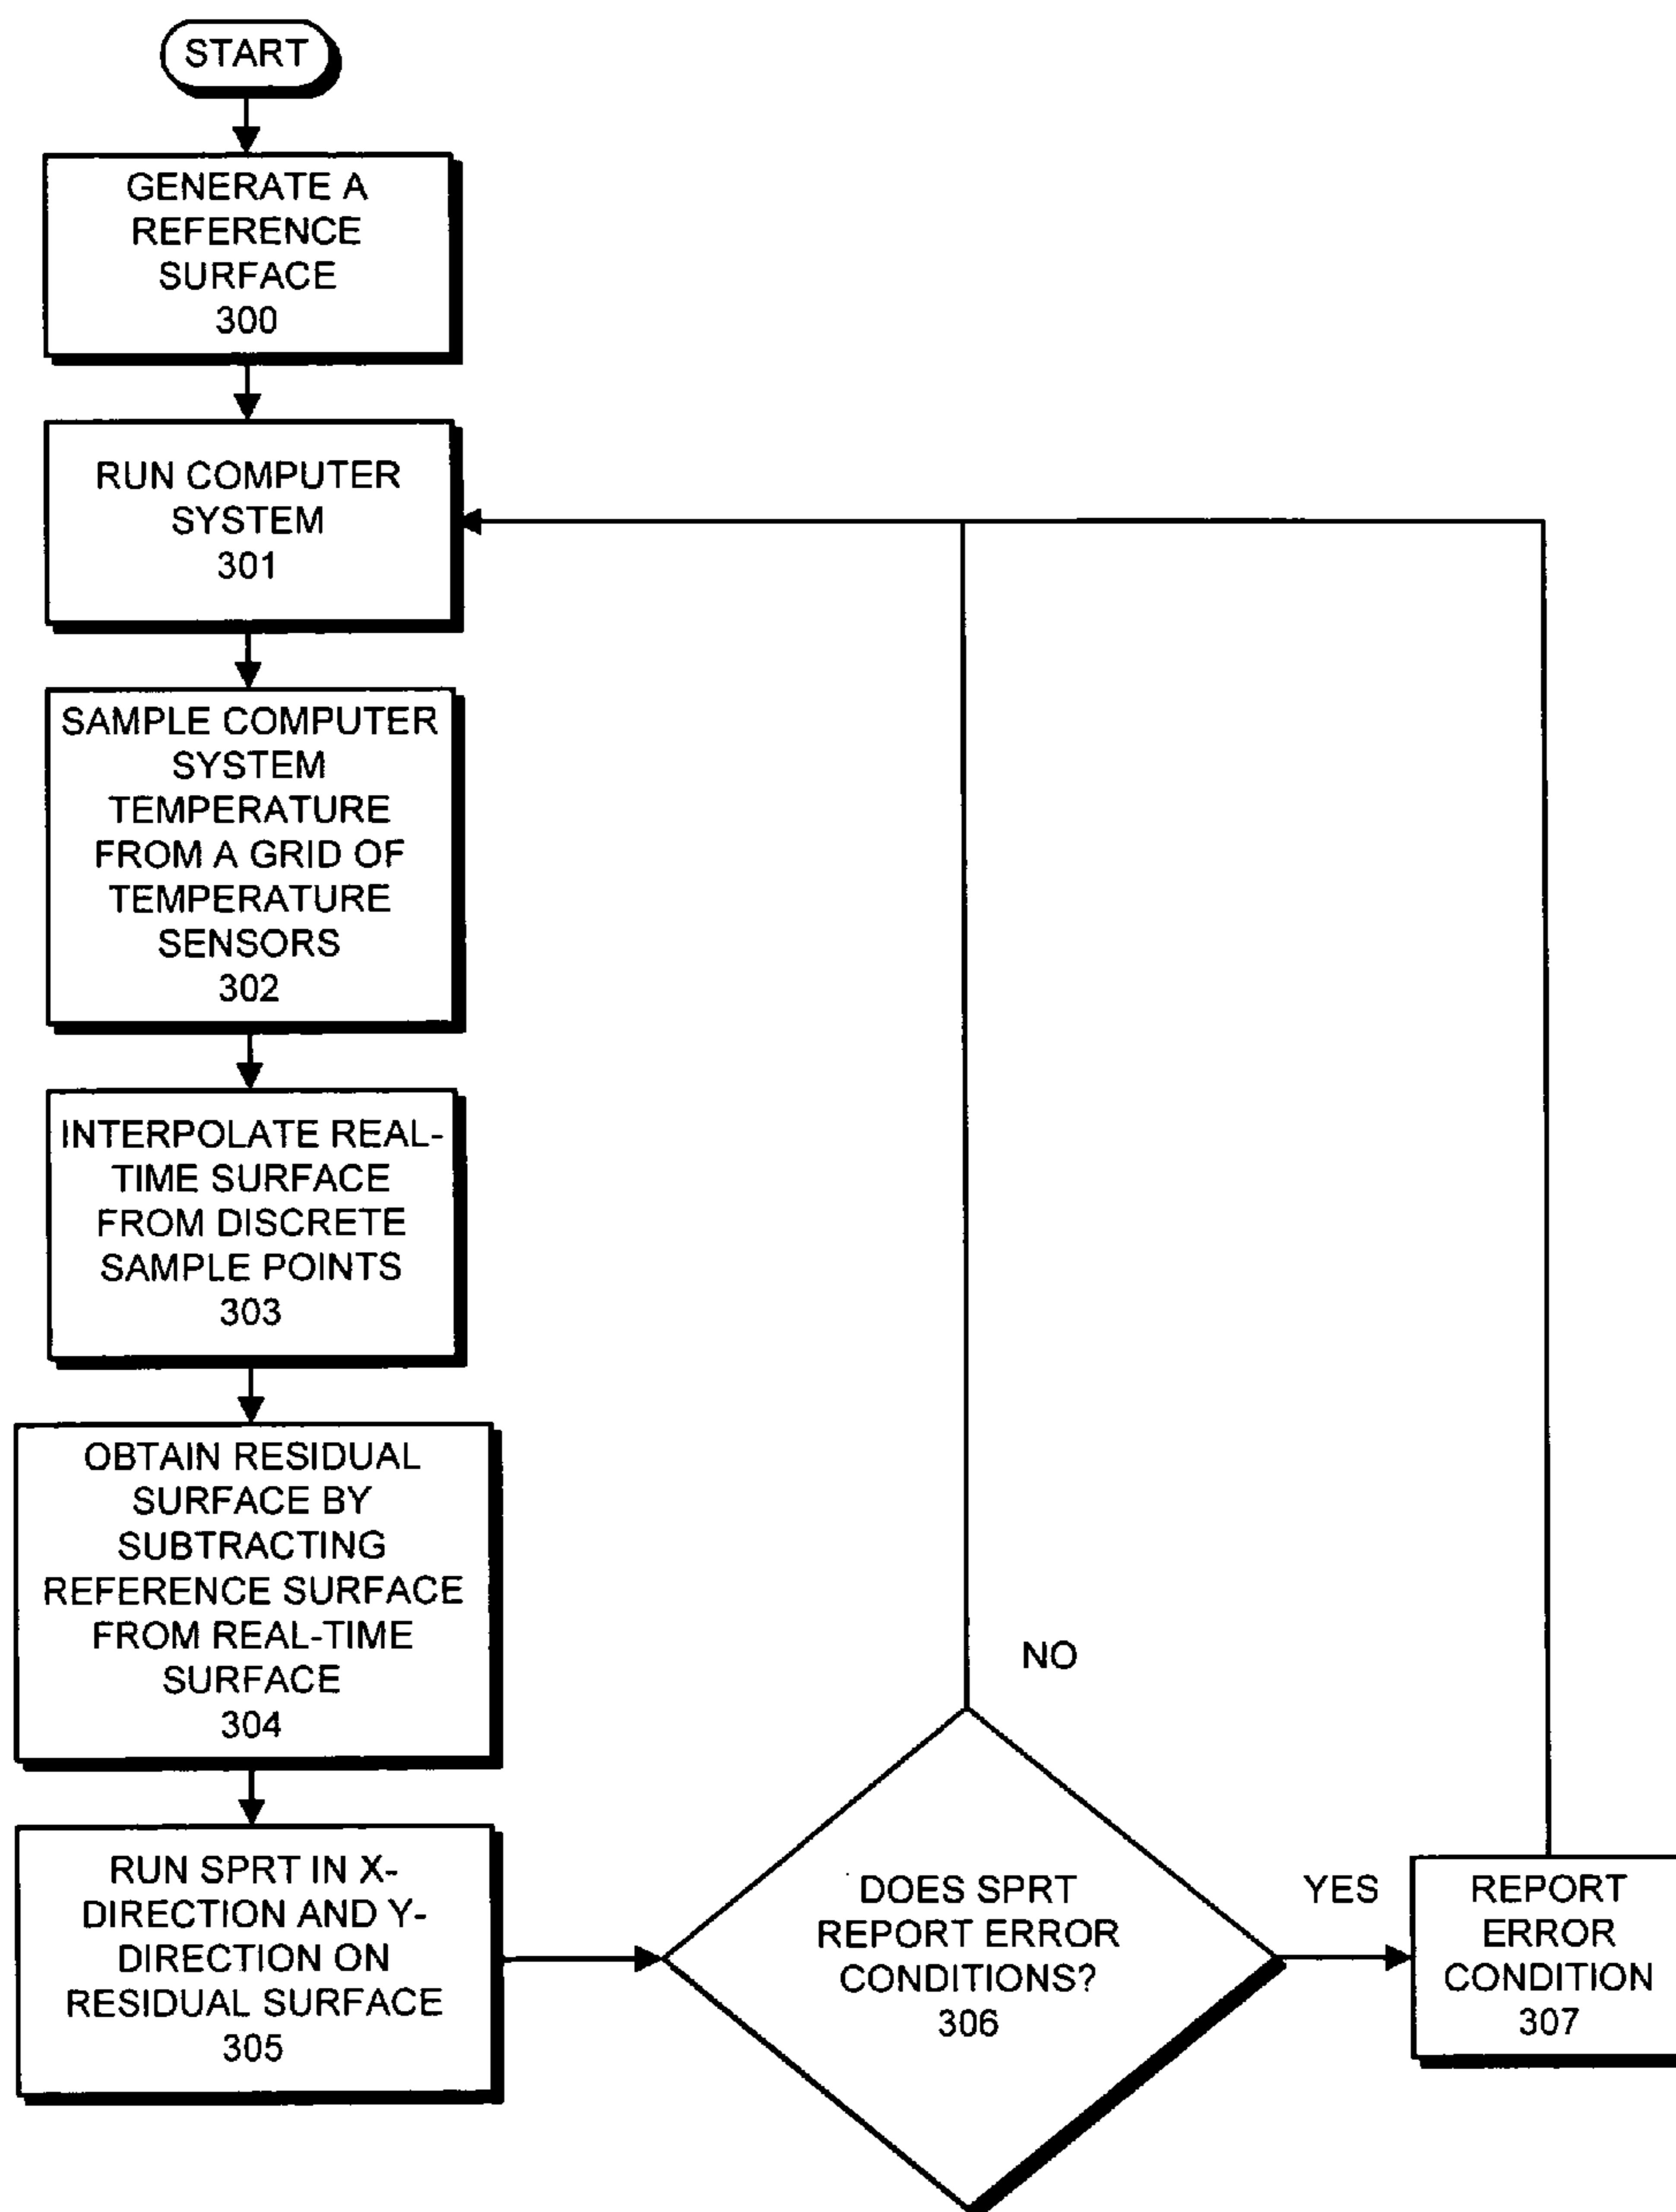 START
GENERATE A
REFERENCE
SURFACE
300
RUN COMPUTER
SYSTEM
301
SAMPLE COMPUTER
SYSTEM
TEMPERATURE
FROM A GRID OF
TEMPERATURE
SENSORS
302
INTERPOLATE REAL-
TIME SURFACE
FROM DISCRETE
SAMPLE POINTS
303
OBTAIN RESIDUAL
SURFACE BY
SUBTRACTING
REFERENCE SURFACE
FROM REAL-TIME
SURFACE
304
RUN SPRT IN X-
DIRECTION AND Y-
DIRECTION ON
RESIDUAL SURFACE
305
DOES SPRT
REPORT ERROR
CONDITIONS?
306
NO
YES
REPORT
ERROR
CONDITION
307